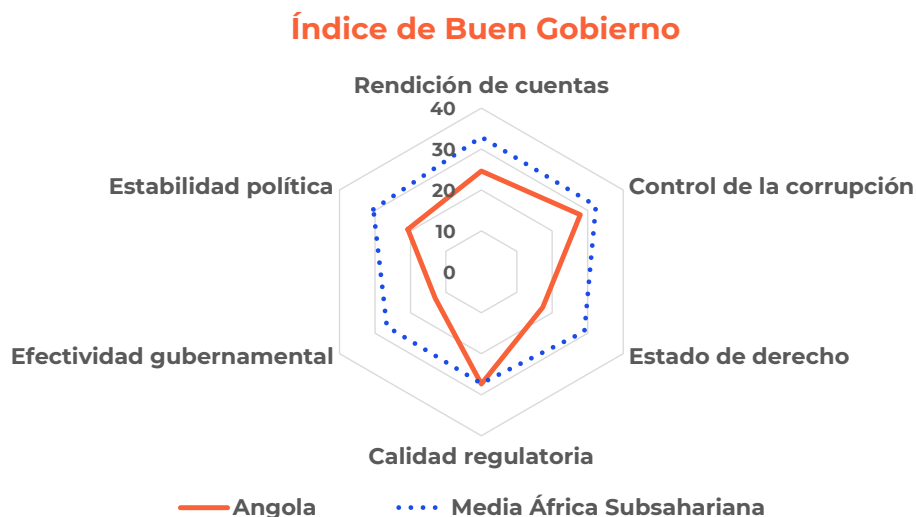 Índice de Buen Gobierno
Rendición de cuentas
40
30
20
10
0
Estabilidad política
Control de la corrupción
Efectividad gubernamental
Estado de derecho
Calidad regulatoria
Angola
Media África Subsahariana